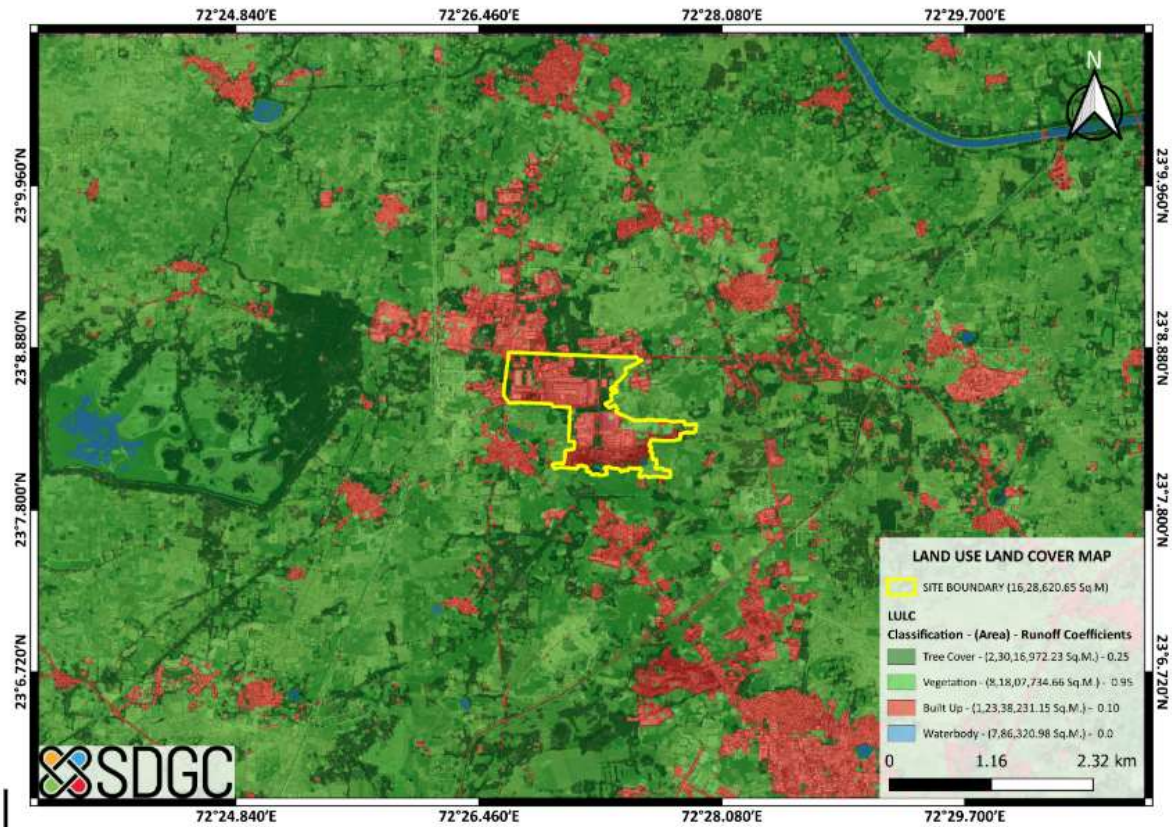 72°24.840'E 72°26.460'E 72°28.080'E 72°29.700'E
N
23°9.960'N 23°9.960'N
23°8.880'N 23°8.880'N
23°7.800'N 23°7.800'N
23°6.720'N 23°6.720'N
LAND USE LAND COVER MAP
SITE BOUNDARY (16,28,620.65 Sq.M)
LULC
Classification - (Area) - Runoff Coefficients
Tree Cover - (2,30,16,972.23 Sq.M.) - 0.25
Vegetation - (8,18,07,734.66 Sq.M.) - 0.95
Built Up - (1,23,38,231.15 Sq.M.) - 0.10
Waterbody - (7,86,320.98 Sq.M.) - 0.0
0 1.16 2.32 km
SDGC
72°24.840'E 72°26.460'E 72°28.080'E 72°29.700'E